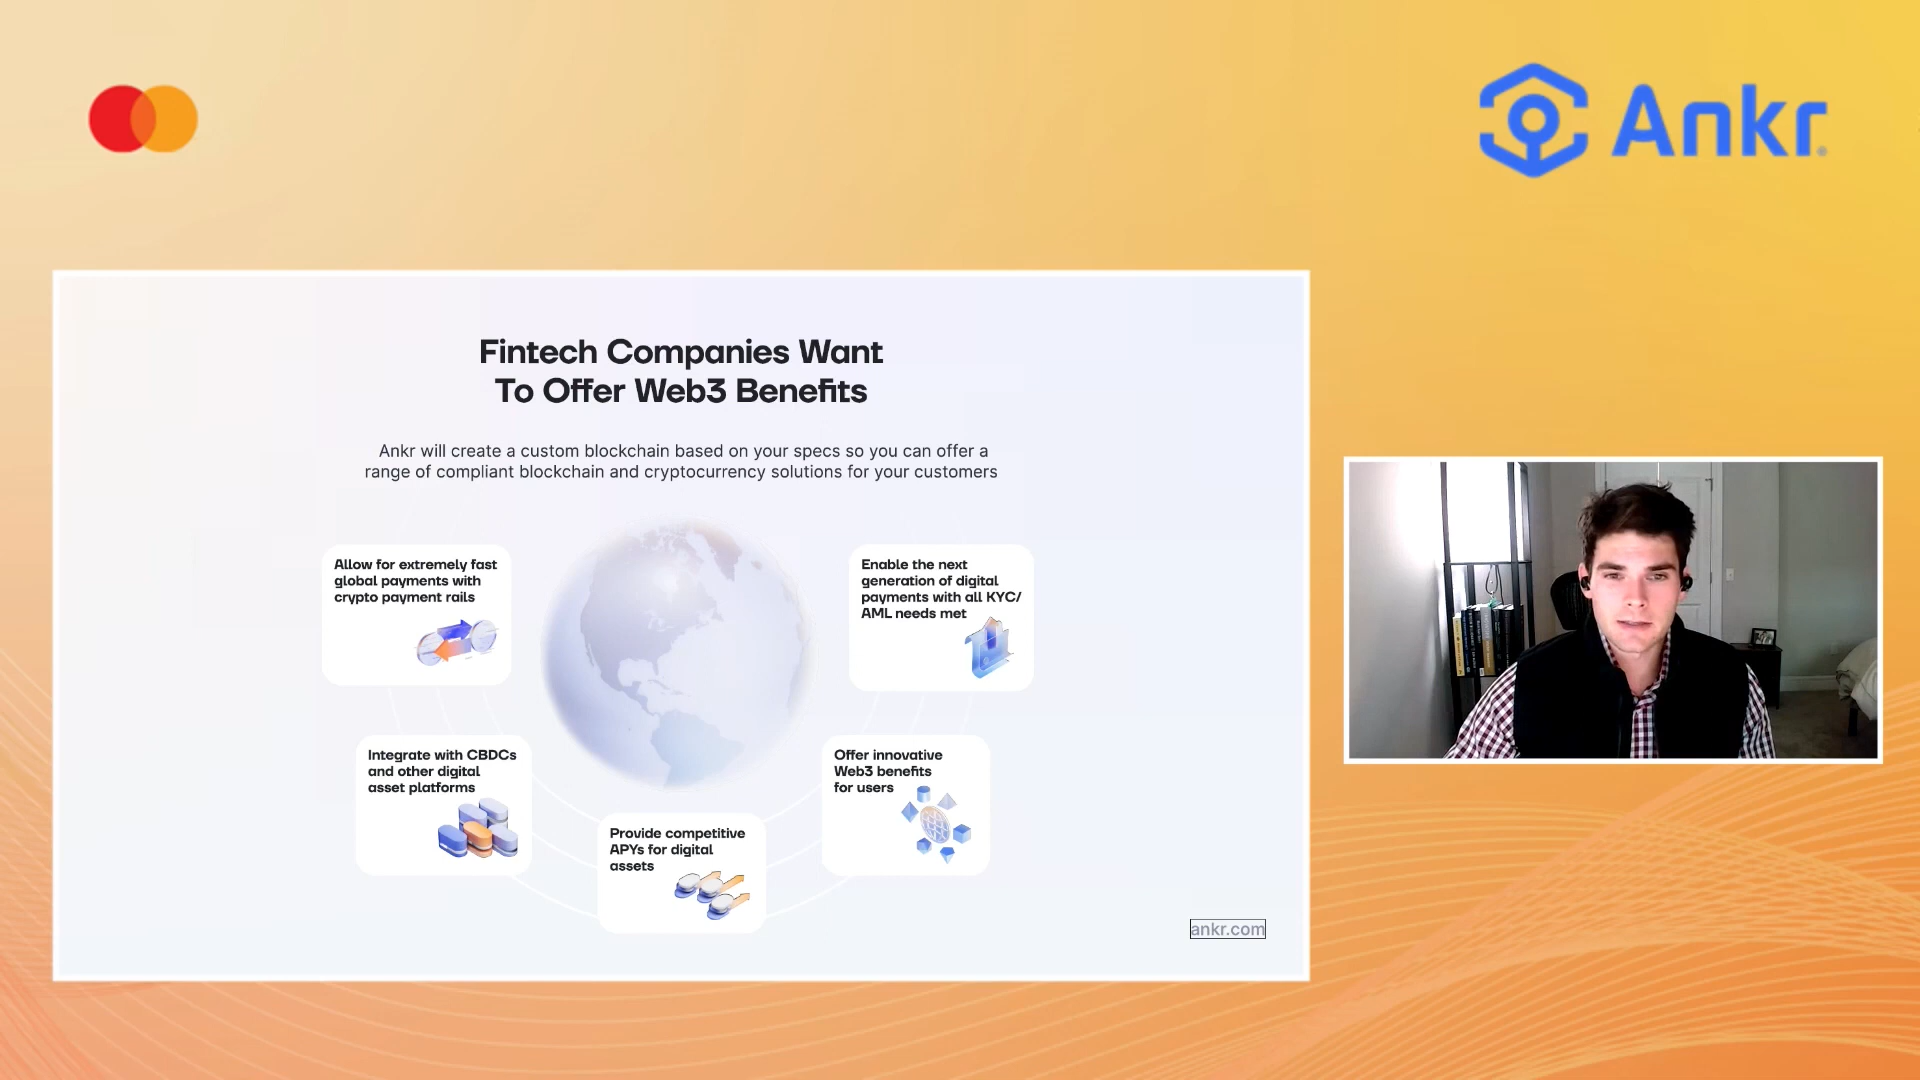 Ankr
Fintech Companies Want
To Offer Web3 Benefits
Ankr will create a custom blockchain based on your specs so you can offer a
range of compliant blockchain and cryptocurrency solutions for your customers
Allow for extremely fast
global payments with
crypto payment rails
Enable the next
generation of digital
payments with all KYC/
AML needs met
Integrate with CBDCs
and other digital
asset platforms
Offer innovative
Web3 benefits
for users
Provide competitive
APYs for digital
assets
ankr.com